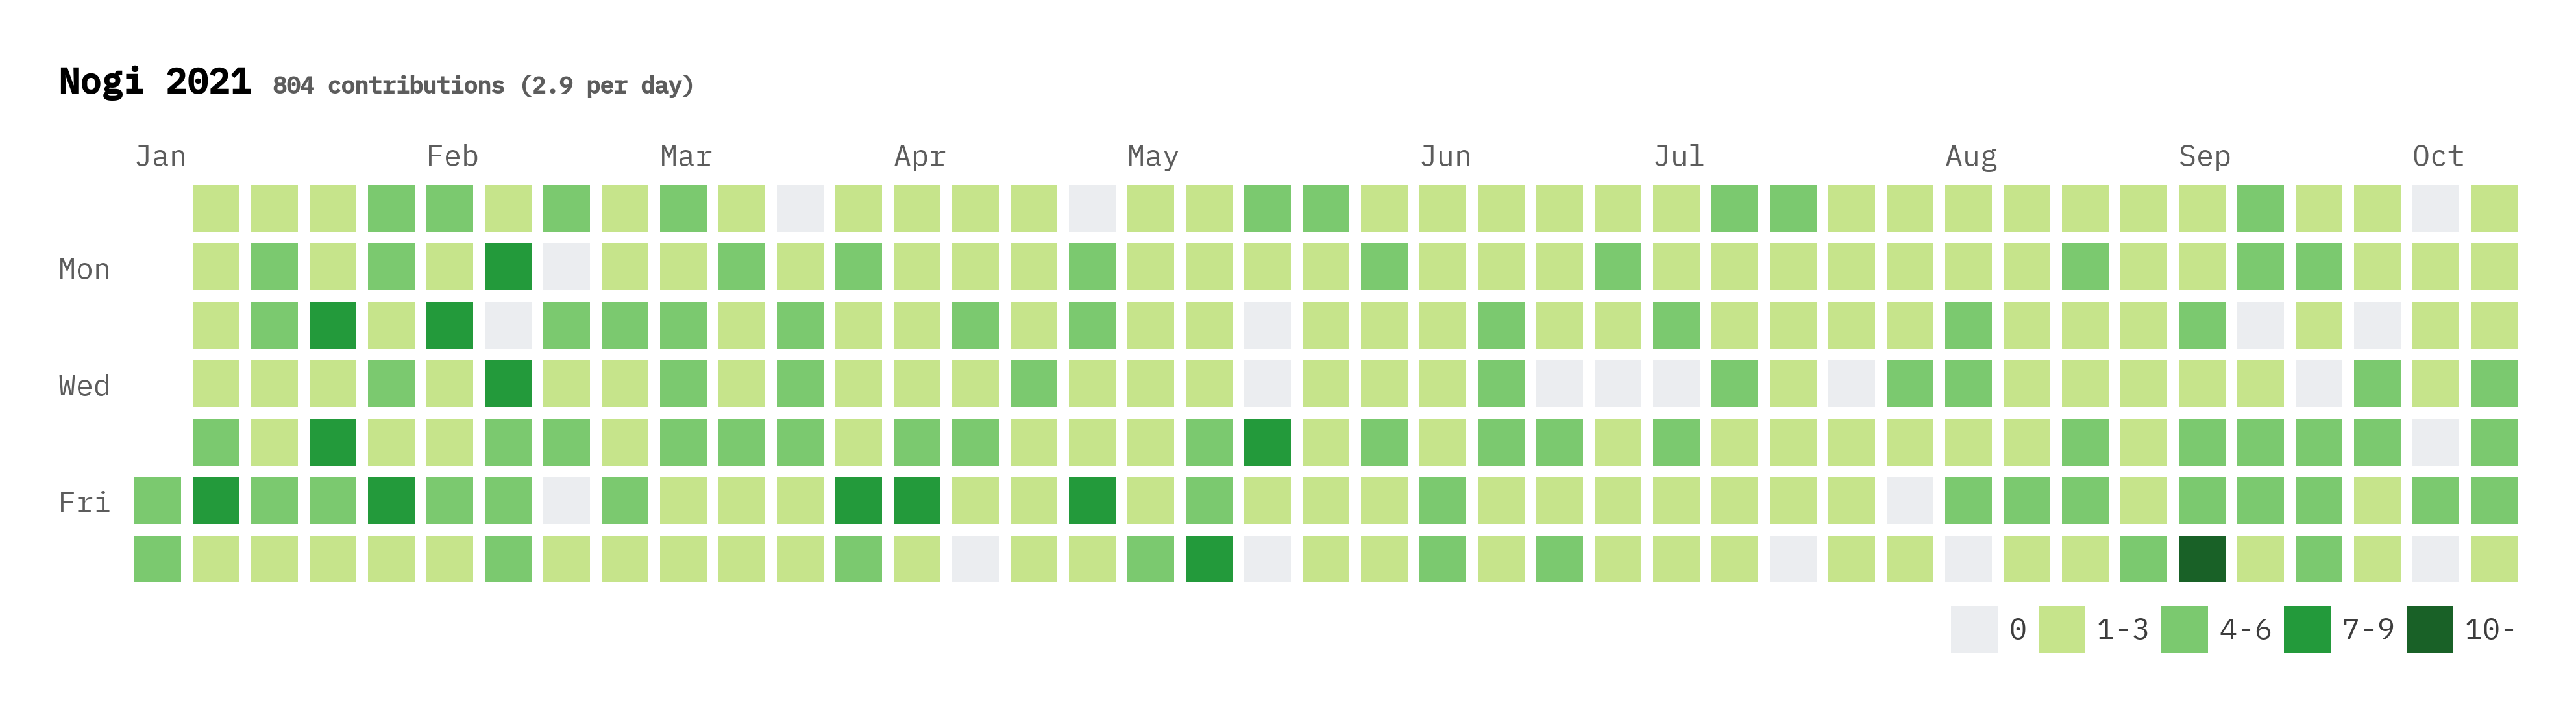 Nogi 2021 804 contributions (2.9 per day)
Jan Feb Mar Apr May Jun Jul Aug Sep Oct
Mon
Wed
Fri
0 1-3 4-6 7-9 10-